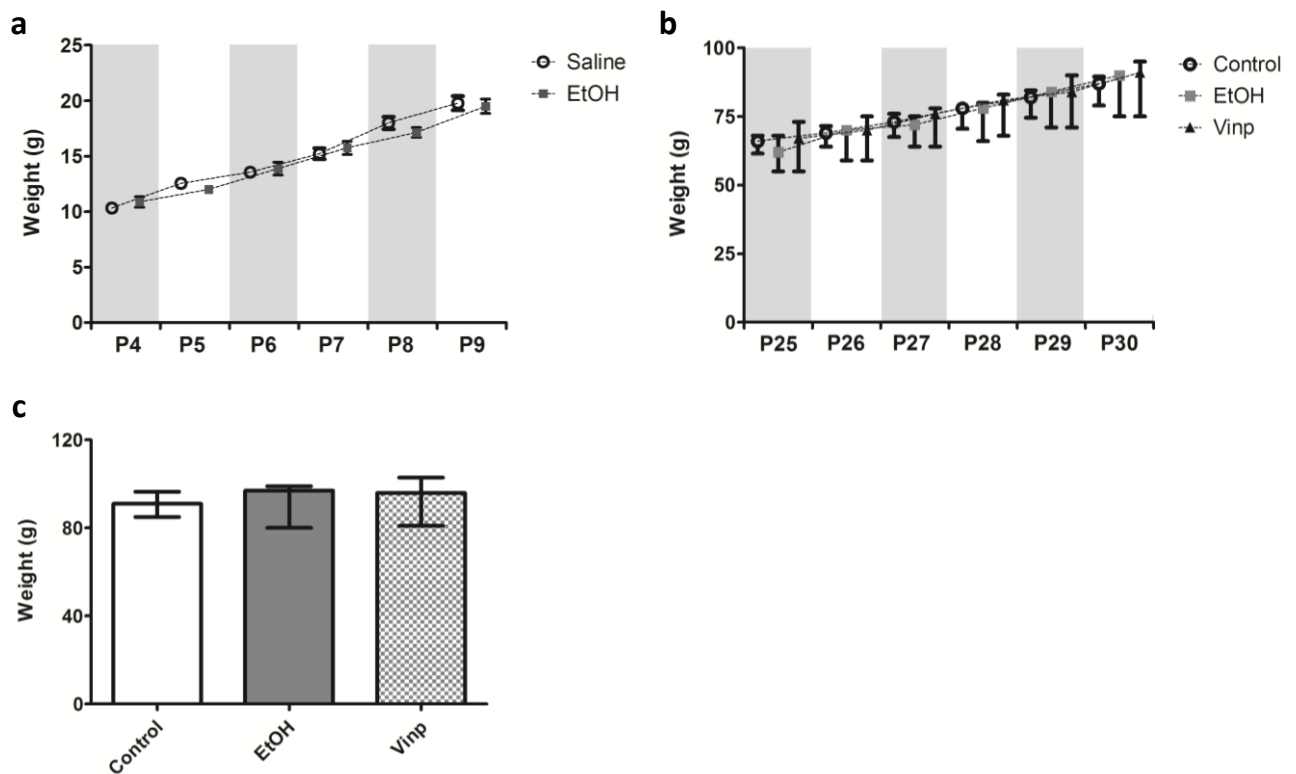 a
25
20
15
10
5
0
Weight (g)
P4 P5 P6 P7 P8 P9
Saline
EtOH
b
100
75
50
25
0
Weight (g)
P25 P26 P27 P28 P29 P30
Control
EtOH
Vinp
c
120
80
40
0
Weight (g)
Control
EtOH
Vinp